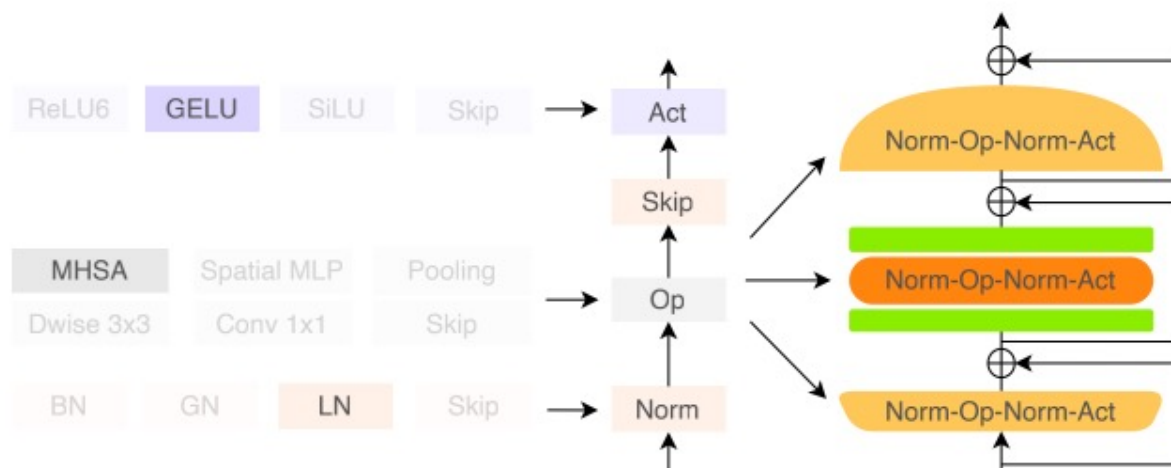 ReLU6 GELU SiLU Skip Act
Norm-Op-Norm-Act
Skip
MHSA Spatial MLP Pooling
Norm-Op-Norm-Act
Op
Dwise 3x3 Conv 1x1 Skip
BN GN LN Skip Norm
Norm-Op-Norm-Act